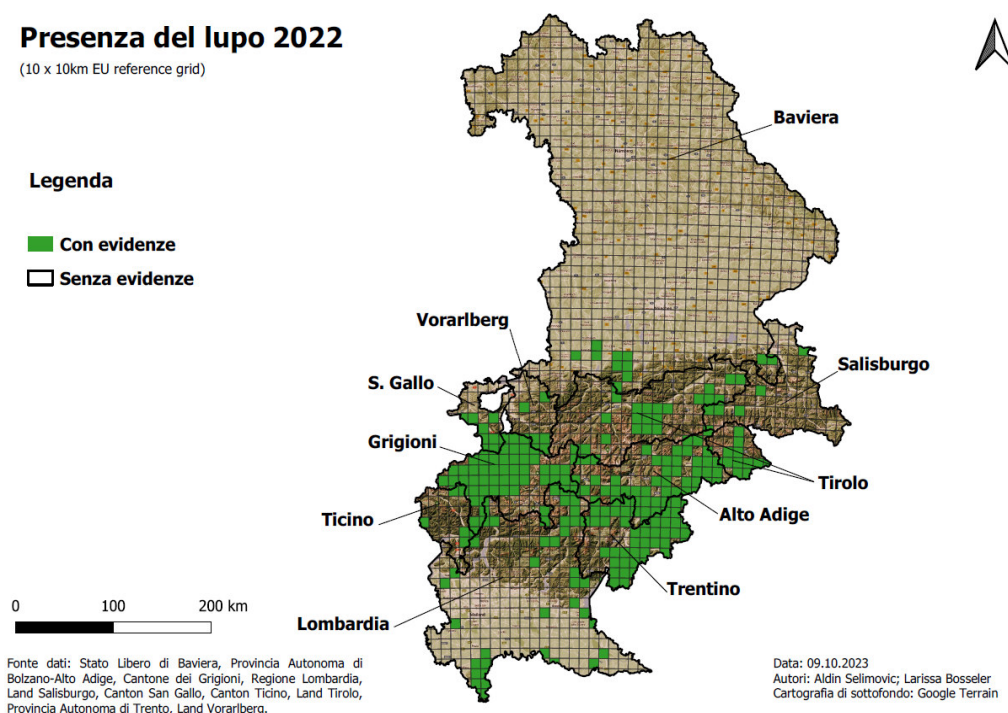 Presenza del lupo 2022
(10 x 10km EU reference grid)
Baviera
Legenda
Con evidenze
Senza evidenze
Vorarlberg
Salisburgo
S. Gallo
Grigioni
Tirolo
Ticino
Alto Adige
Trentino
Lombardia
0 100 200 km
Fonte dati: Stato Libero di Baviera, Provincia Autonoma di
Bolzano-Alto Adige, Cantone dei Grigioni, Regione Lombardia,
Land Salisburgo, Canton San Gallo, Canton Ticino, Land Tirolo,
Provincia Autonoma di Trento, Land Vorarlberg.
Data: 09.10.2023
Autori: Aldin Selimovic; Larissa Bosseler
Cartografia di sottofondo: Google Terrain